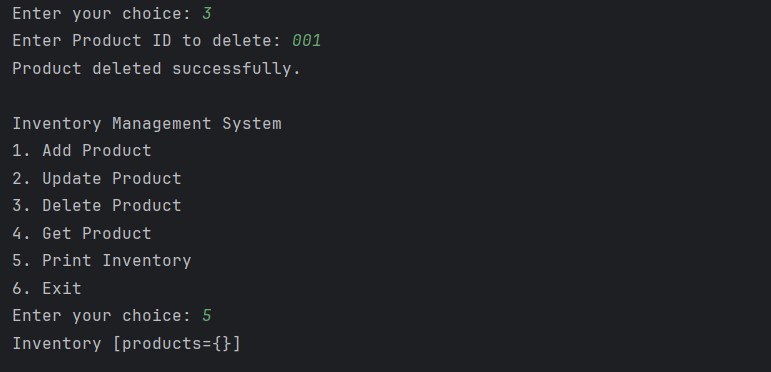 Enter your choice: 3
Enter Product ID to delete: 001
Product deleted successfully.
Inventory Management System
1. Add Product
2. Update Product
3. Delete Product
4. Get Product
5. Print Inventory
6. Exit
Enter your choice: 5
Inventory [products={}]